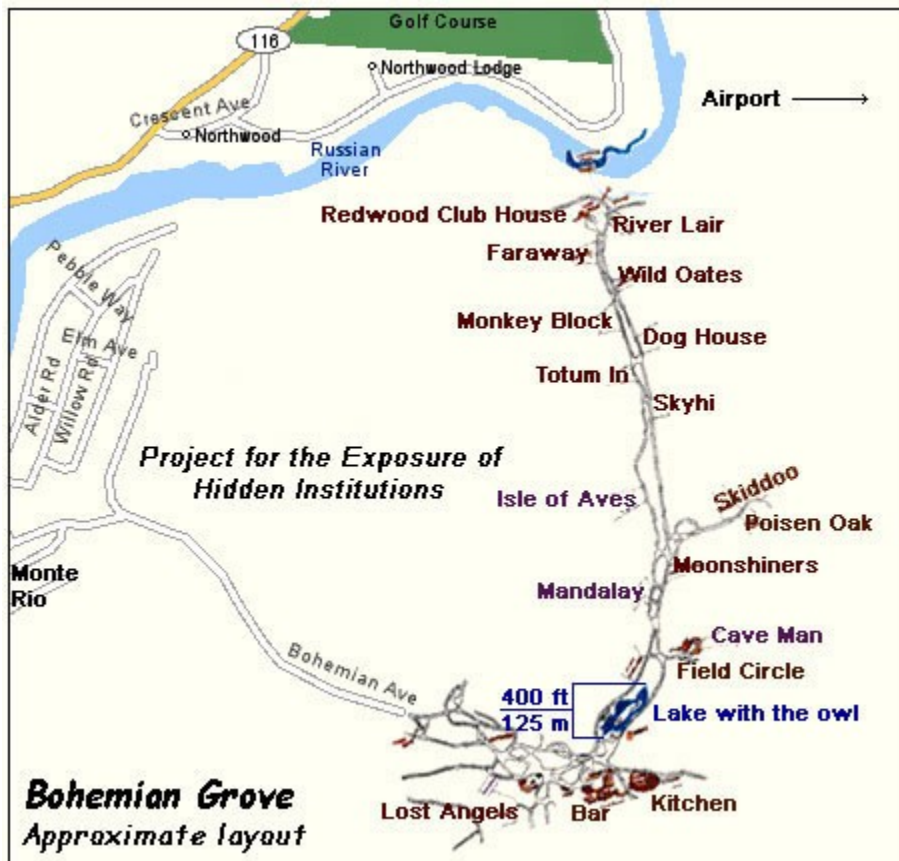 Golf Course
116
Northwood Lodge
Crescent Ave
Northwood
Airport
Russian
River
Redwood Club House
River Lair
Faraway
Wild Oates
Pebble Way
Monkey Block
Dog House
Elm Ave
Totum In
Alder Rd
Willow Rd
Skyhi
Project for the Exposure of
Hidden Institutions
Isle of Aves
Skiddoo
Poisen Oak
Monte
Rio
Moonshiners
Mandalay
Cave Man
Bohemian Ave
Field Circle
400 ft
125 m
Lake with the owl
Bohemian Grove
Approximate layout
Lost Angels
Bar
Kitchen